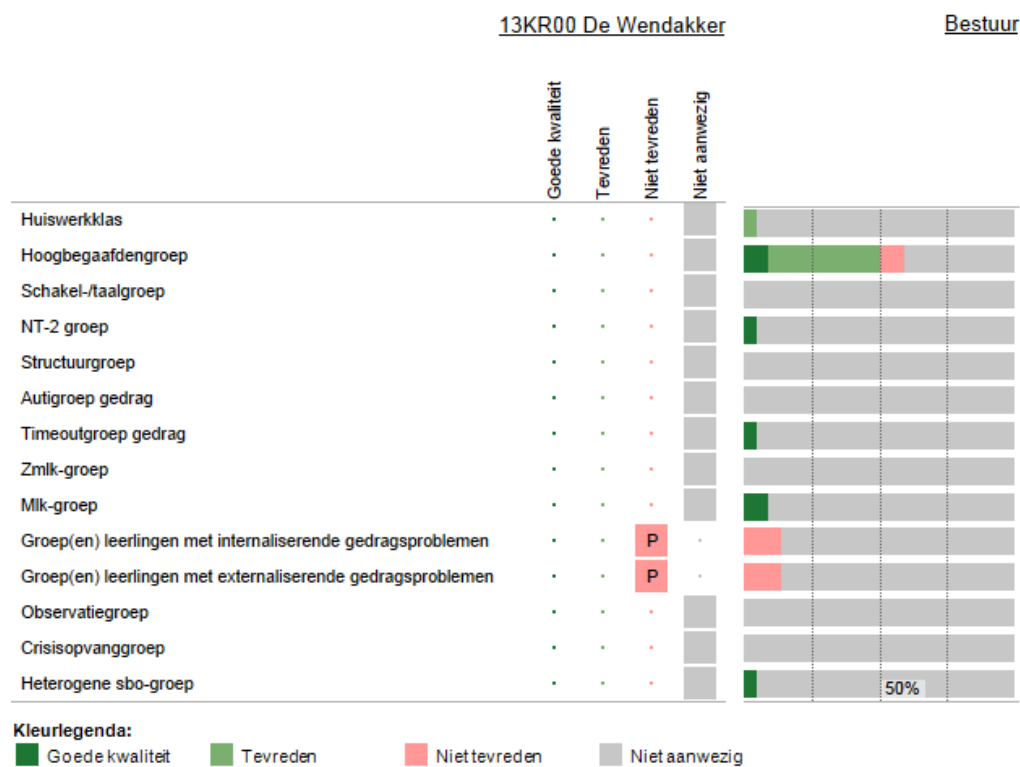 13KR00 De Wendakker Bestuur
Goede kwaliteit
Tevreden
Niet tevreden
Niet aanwezig
Huiswerkklas
Hoogbegaafdengroep
Schakel-/taalgroep
NT-2 groep
Structuurgroep
Autigroep gedrag
Timeoutgroep gedrag
Zmlk-groep
Mlk-groep
Groep(en) leerlingen met internaliserende gedragsproblemen P
Groep(en) leerlingen met externaliserende gedragsproblemen P
Observatiegroep
Crisisopvanggroep
Heterogene sbo-groep 50%
Kleurlegenda:
Goede kwaliteit Tevreden Niet tevreden Niet aanwezig